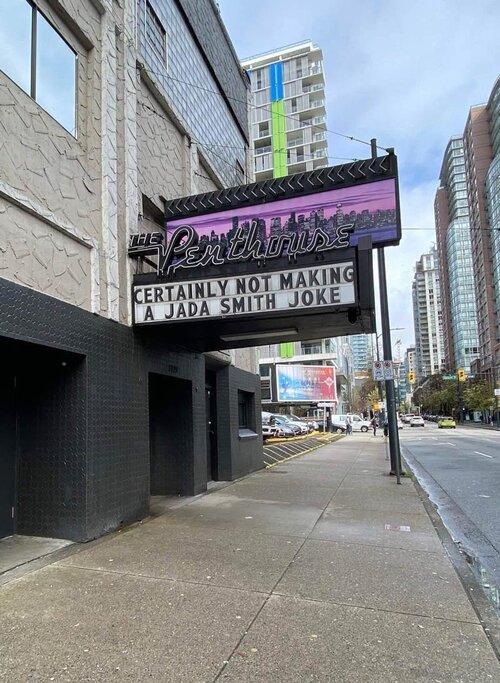 THE
Penthouse
CERTAINLY NOT MAKING
A JADA SMITH JOKE